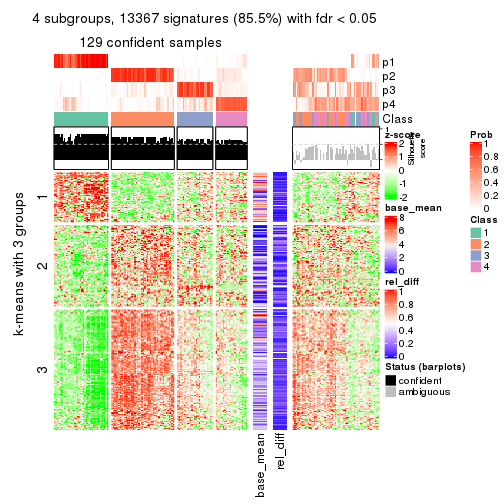 4 subgroups, 13367 signatures (85.5%) with fdr < 0.05
129 confident samples
p1
p2
p3
p4
Class
1
Silhouette
score
z-score
2
0
-2
base_mean
8
6
4
2
0
rel_diff
1
0.8
0.6
0.4
0.2
0
Status (barplots)
confident
ambiguous
Prob
1
0.8
0.6
0.4
0.2
0
Class
1
2
3
4
k-means with 3 groups
1
2
3
base_mean
rel_diff